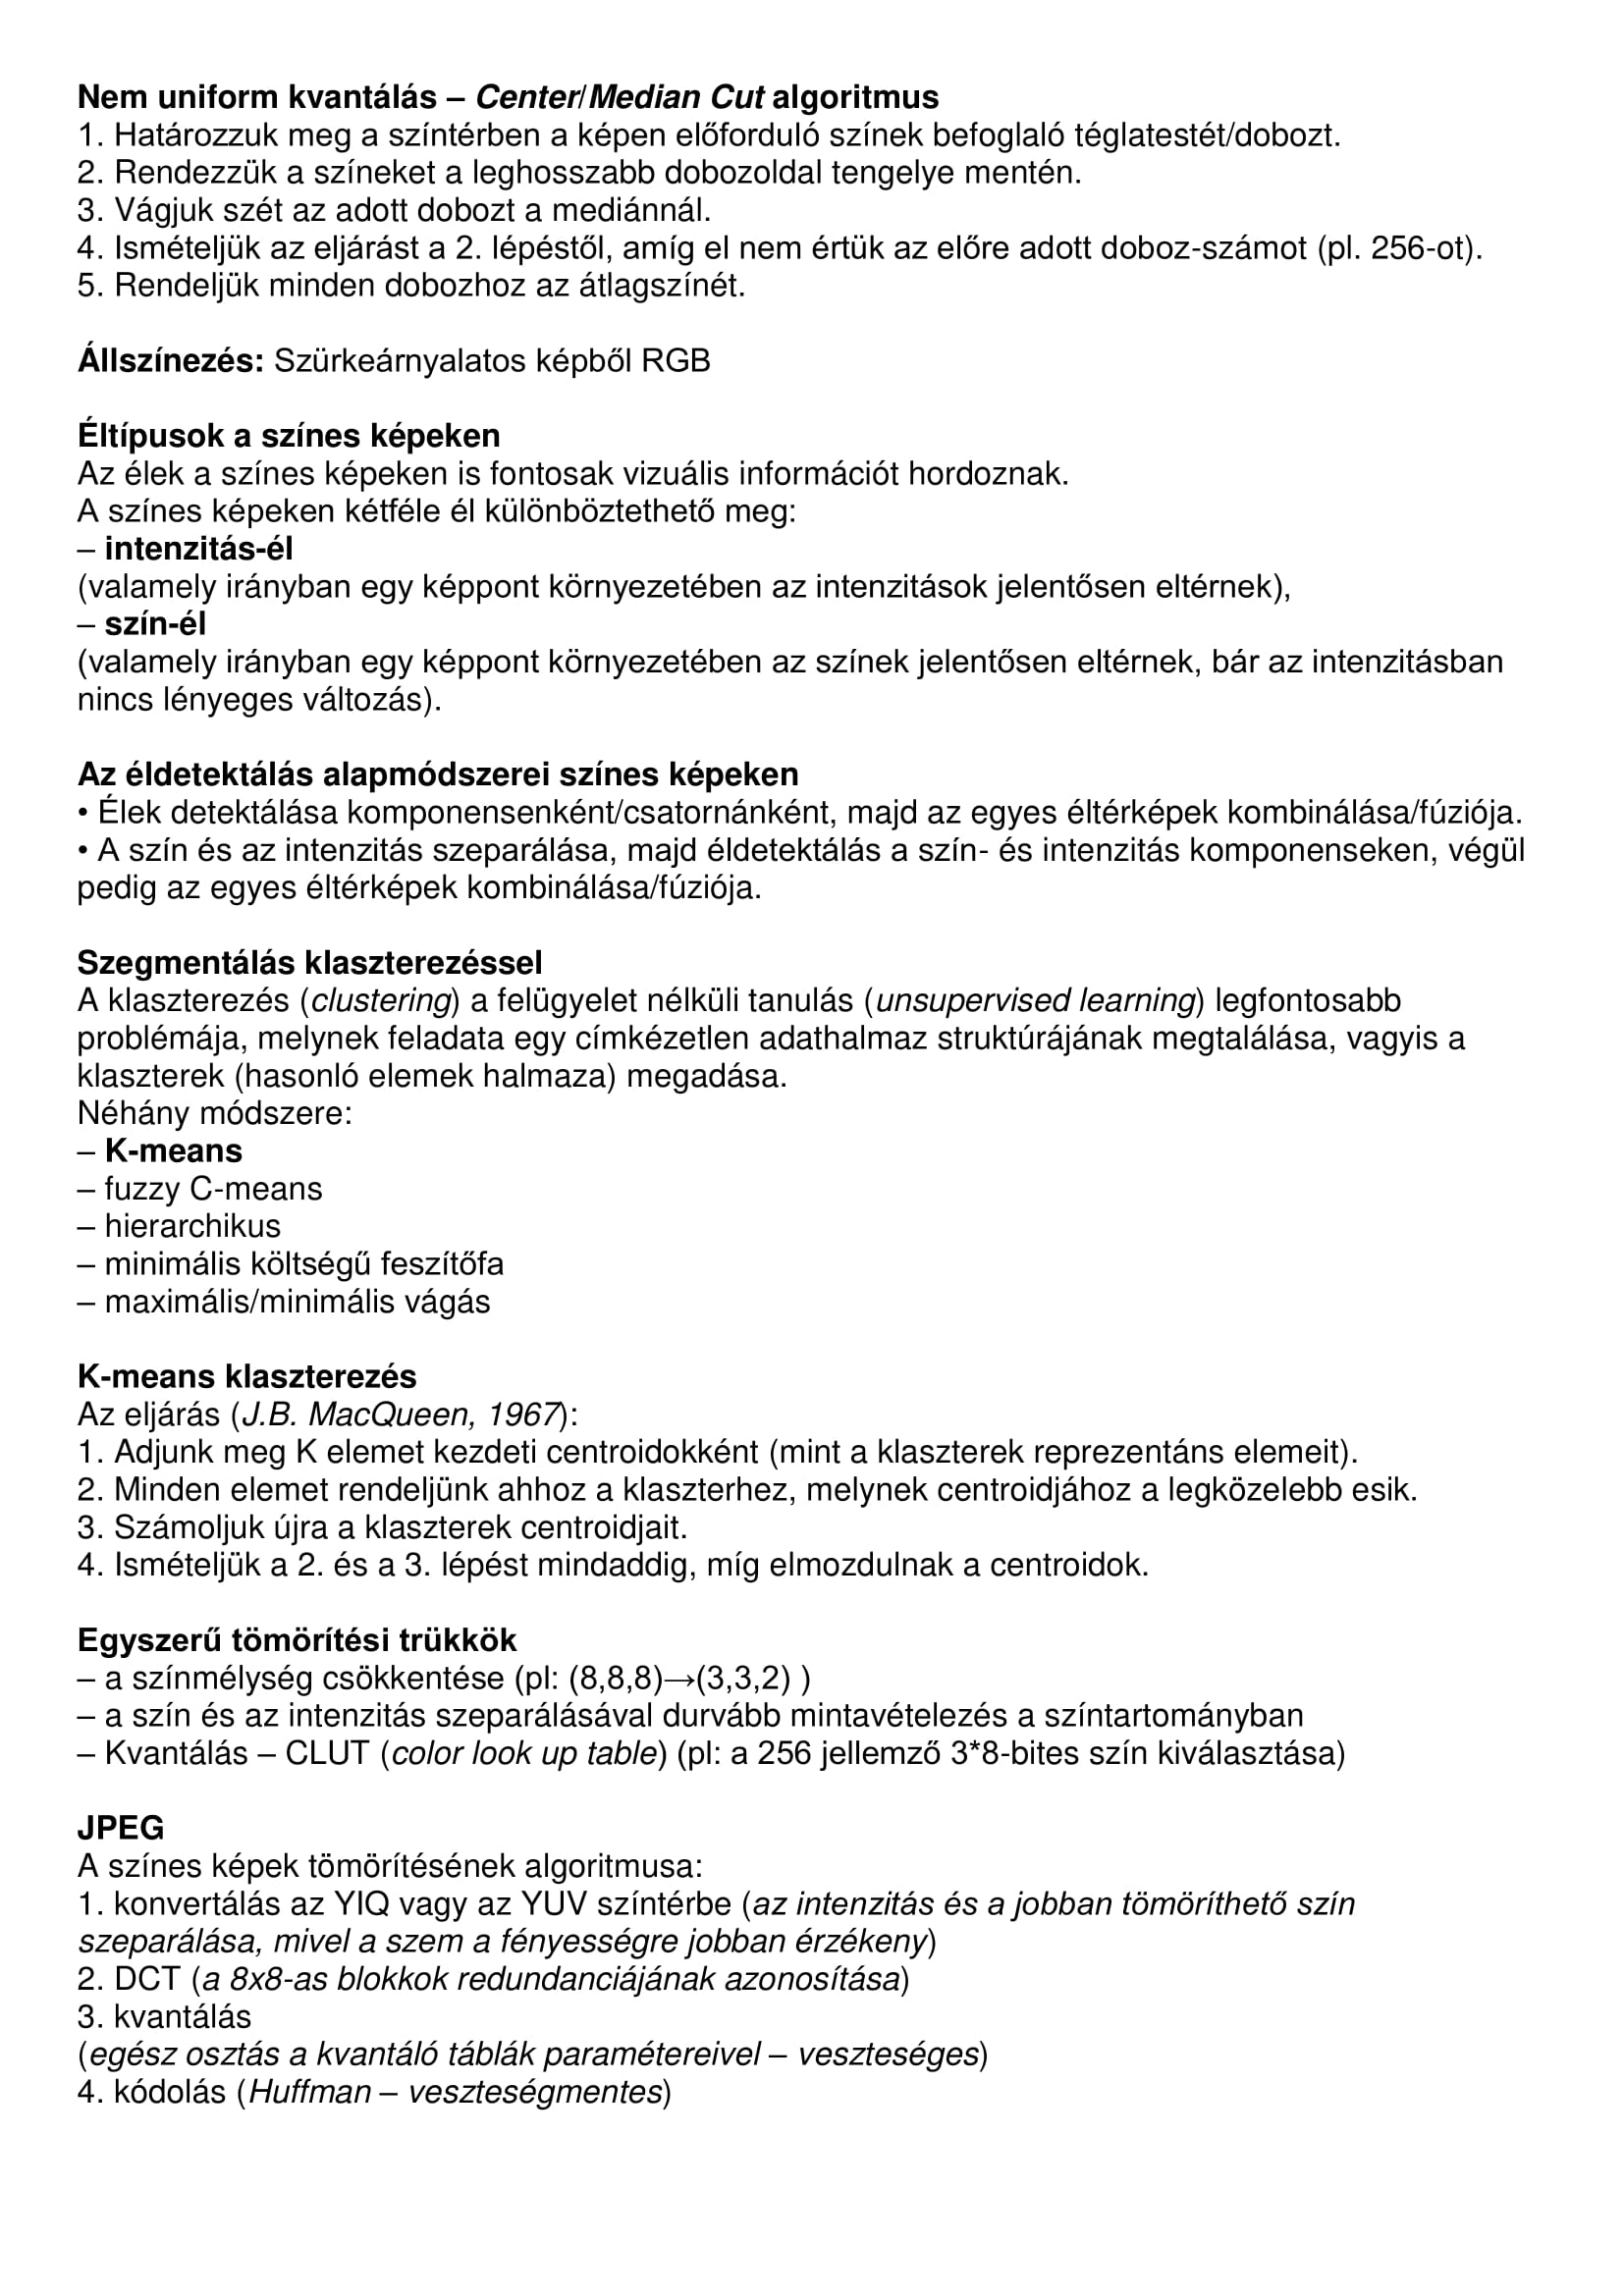 Nem uniform kvantálás – Center/Median Cut algoritmus
1. Határozzuk meg a színtérben a képen előforduló színek befoglaló téglatestét/dobozt.
2. Rendezzük a színeket a leghosszabb dobozoldal tengelye mentén.
3. Vágjuk szét az adott dobozt a mediánnál.
4. Ismételjük az eljárást a 2. lépéstől, amíg el nem értük az előre adott doboz-számot (pl. 256-ot).
5. Rendeljük minden dobozhoz az átlagszínét.
Állszínezés: Szürkeárnyalatos képből RGB
Éltípusok a színes képeken
Az élek a színes képeken is fontosak vizuális információt hordoznak.
A színes képeken kétféle él különböztethető meg:
– intenzitás-él
(valamely irányban egy képpont környezetében az intenzitások jelentősen eltérnek),
– szín-él
(valamely irányban egy képpont környezetében az színek jelentősen eltérnek, bár az intenzitásban
nincs lényeges változás).
Az éldetektálás alapmódszerei színes képeken
• Élek detektálása komponensenként/csatornánként, majd az egyes éltérképek kombinálása/fúziója.
• A szín és az intenzitás szeparálása, majd éldetektálás a szín- és intenzitás komponenseken, végül
pedig az egyes éltérképek kombinálása/fúziója.
Szegmentálás klaszterezéssel
A klaszterezés (clustering) a felügyelet nélküli tanulás (unsupervised learning) legfontosabb
problémája, melynek feladata egy címkézetlen adathalmaz struktúrájának megtalálása, vagyis a
klaszterek (hasonló elemek halmaza) megadása.
Néhány módszere:
– K-means
– fuzzy C-means
– hierarchikus
– minimális költségű feszítőfa
– maximális/minimális vágás
K-means klaszterezés
Az eljárás (J.B. MacQueen, 1967):
1. Adjunk meg K elemet kezdeti centroidokként (mint a klaszterek reprezentáns elemeit).
2. Minden elemet rendeljünk ahhoz a klaszterhez, melynek centroidjához a legközelebb esik.
3. Számoljuk újra a klaszterek centroidjait.
4. Ismételjük a 2. és a 3. lépést mindaddig, míg elmozdulnak a centroidok.
Egyszerű tömörítési trükkök
– a színmélység csökkentése (pl: (8,8,8)→(3,3,2) )
– a szín és az intenzitás szeparálásával durvább mintavételezés a színtartományban
– Kvantálás – CLUT (color look up table) (pl: a 256 jellemző 3*8-bites szín kiválasztása)
JPEG
A színes képek tömörítésének algoritmusa:
1. konvertálás az YIQ vagy az YUV színtérbe (az intenzitás és a jobban tömöríthető szín
szeparálása, mivel a szem a fényességre jobban érzékeny)
2. DCT (a 8x8-as blokkok redundanciájának azonosítása)
3. kvantálás
(egész osztás a kvantáló táblák paramétereivel – veszteséges)
4. kódolás (Huffman – veszteségmentes)